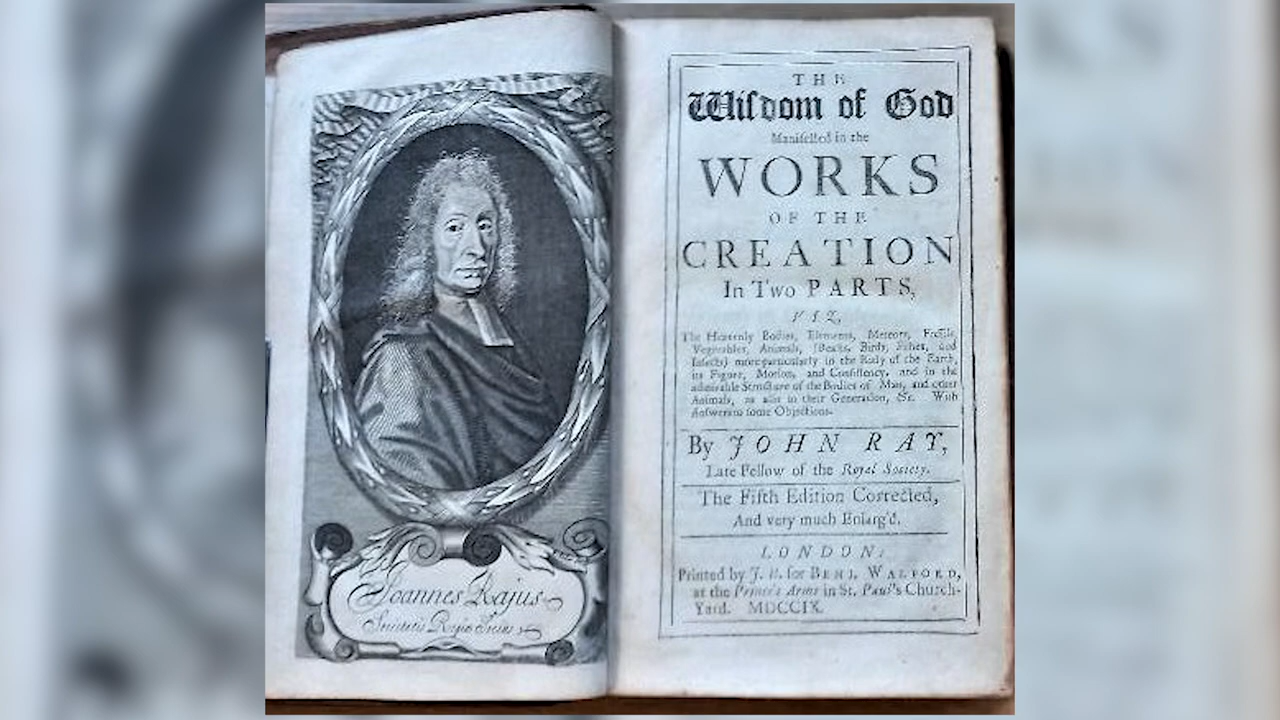 Joannes Rajus
Societatis Regiæ Socius
THE
Wiſdom of God
Manifeſted in the
WORKS
OF THE
CREATION
In Two PARTS,
VIZ.
The Heavenly Bodies, Elements, Meteors, Foſſils,
Vegetables, Animals, (Beaſts, Birds, Fiſhes, and
Inſects) more particularly in the Body of the Earth,
its Figure, Motion, and Conſiſtency, and in the
admirable Structure of the Bodies of Man, and other
Animals, as alſo in their Generation, &c. With
Anſwers to ſome Objections.
By JOHN RAY,
Late Fellow of the Royal Society.
The Fifth Edition Corrected,
And very much Enlarg'd.
LONDON:
Printed by J. B. for BENJ. WALFORD,
at the Prince's Arms in St. Paul's Church-
Yard. MDCCIX.